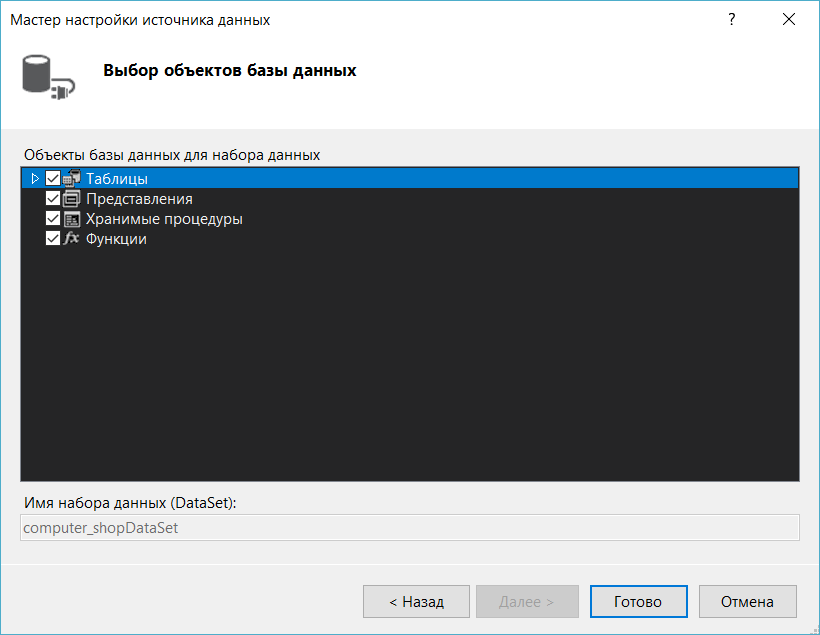 Мастер настройки источника данных
?
Выбор объектов базы данных
Объекты базы данных для набора данных
Таблицы
Представления
Хранимые процедуры
fx Функции
Имя набора данных (DataSet):
computer_shopDataSet
< Назад Далее > Готово Отмена